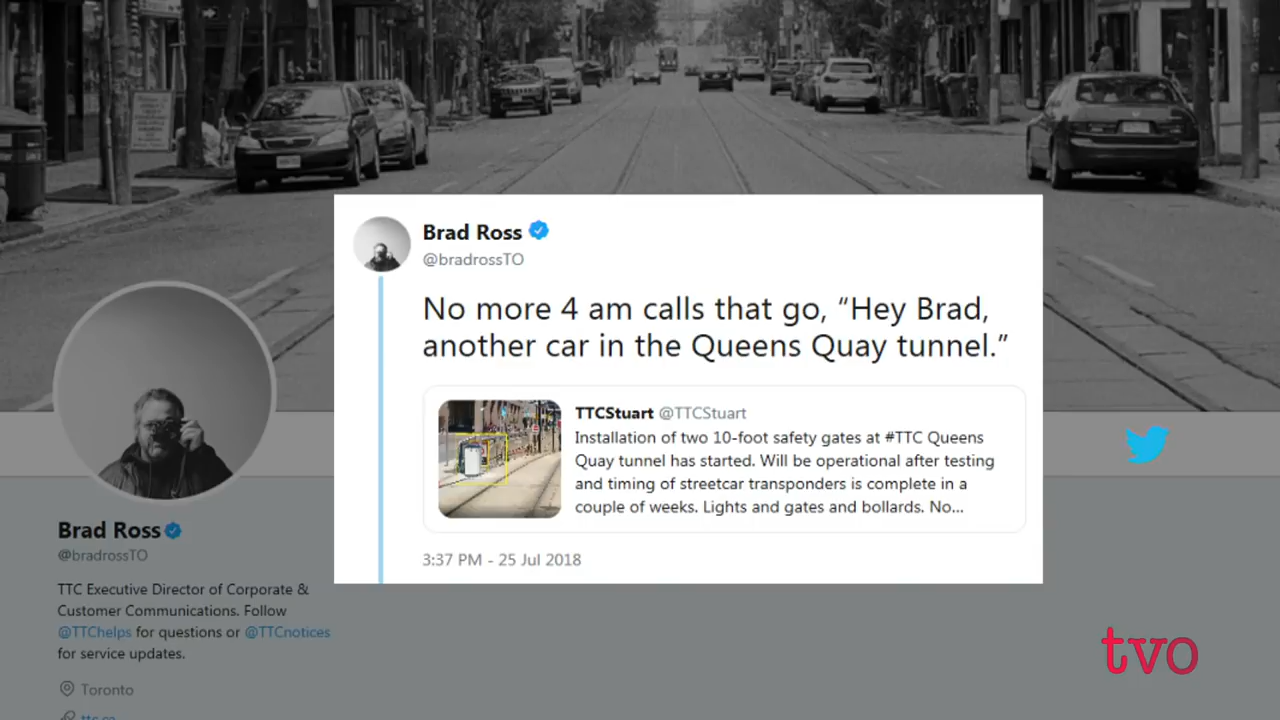 Brad Ross
@bradrossTO
No more 4 am calls that go, “Hey Brad,
another car in the Queens Quay tunnel.”
TTCStuart @TTCStuart
Installation of two 10-foot safety gates at #TTC Queens
Quay tunnel has started. Will be operational after testing
and timing of streetcar transponders is complete in a
couple of weeks. Lights and gates and bollards. No...
3:37 PM - 25 Jul 2018
Brad Ross
@bradrossTO
TTC Executive Director of Corporate &
Customer Communications. Follow
@TTChelps for questions or @TTCnotices
for service updates.
Toronto
ttc.ca
tvo